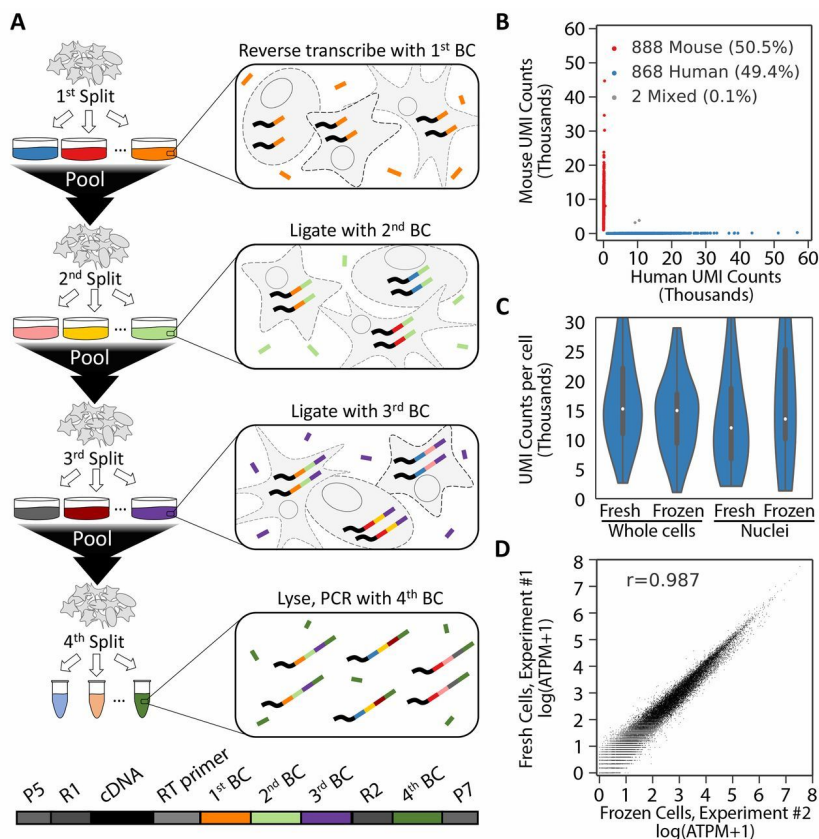 A
Reverse transcribe with 1st BC
1st Split
...
Pool
Ligate with 2nd BC
2nd Split
...
Pool
Ligate with 3rd BC
3rd Split
...
Pool
Lyse, PCR with 4th BC
4th Split
...
P5 R1 cDNA RT primer 1st BC 2nd BC 3rd BC R2 4th BC P7
B
Mouse UMI Counts
(Thousands)
60
50
40
30
20
10
0
888 Mouse (50.5%)
868 Human (49.4%)
2 Mixed (0.1%)
0 10 20 30 40 50 60
Human UMI Counts
(Thousands)
C
UMI Counts per cell
(Thousands)
30
25
20
15
10
5
0
Fresh Frozen Fresh Frozen
Whole cells Nuclei
D
Fresh Cells, Experiment #1
log(ATPM+1)
8
7
6
5
4
3
2
1
0
r=0.987
0 1 2 3 4 5 6 7 8
Frozen Cells, Experiment #2
log(ATPM+1)